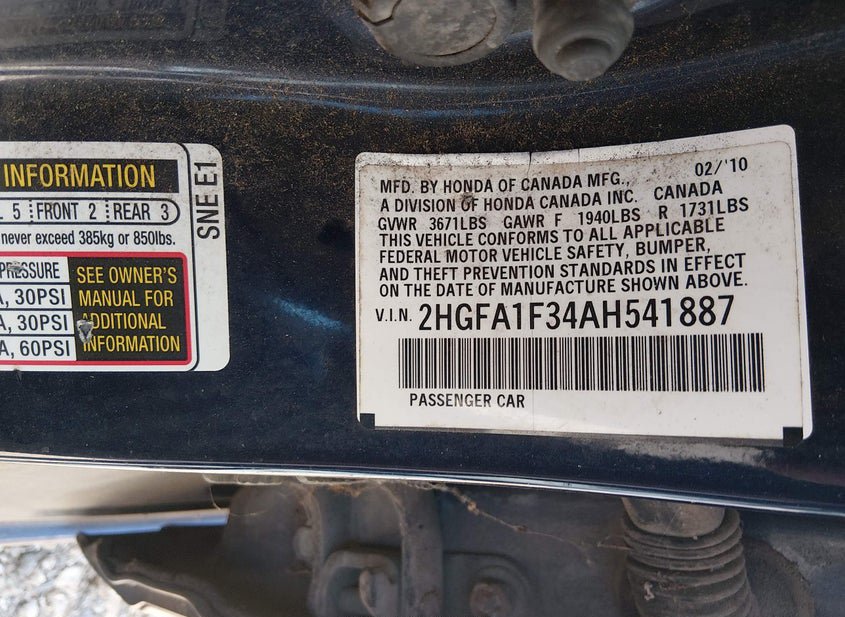 INFORMATION
5 FRONT 2 REAR 3
never exceed 385kg or 850lbs.
SEE OWNER'S
30PSI MANUAL FOR
30PSI ADDITIONAL
60PSI INFORMATION
SNE E1
MFD. BY HONDA OF CANADA MFG., 02/'10
A DIVISION OF HONDA CANADA INC. CANADA
GVWR 3671LBS GAWR F 1940LBS R 1731LBS
THIS VEHICLE CONFORMS TO ALL APPLICABLE
FEDERAL MOTOR VEHICLE SAFETY, BUMPER,
AND THEFT PREVENTION STANDARDS IN EFFECT
ON THE DATE OF MANUFACTURE SHOWN ABOVE.
V.I.N. 2HGFA1F34AH541887
PASSENGER CAR